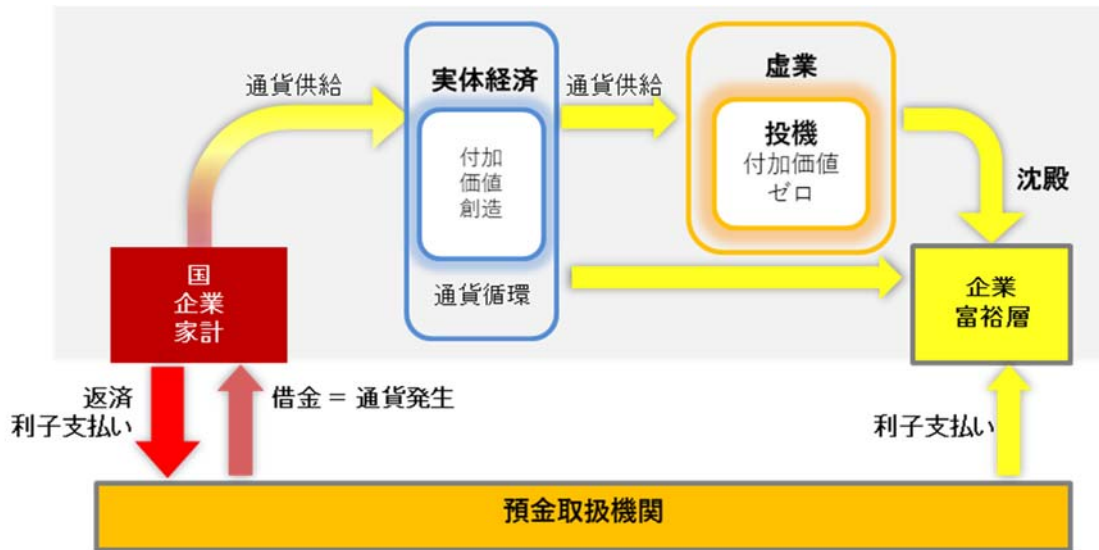 通貨供給
実体経済
付加
価値
創造
通貨循環
通貨供給
虚業
投機
付加価値
ゼロ
沈殿
国
企業
家計
企業
富裕層
返済
利子支払い
借金 = 通貨発生
利子支払い
預金取扱機関